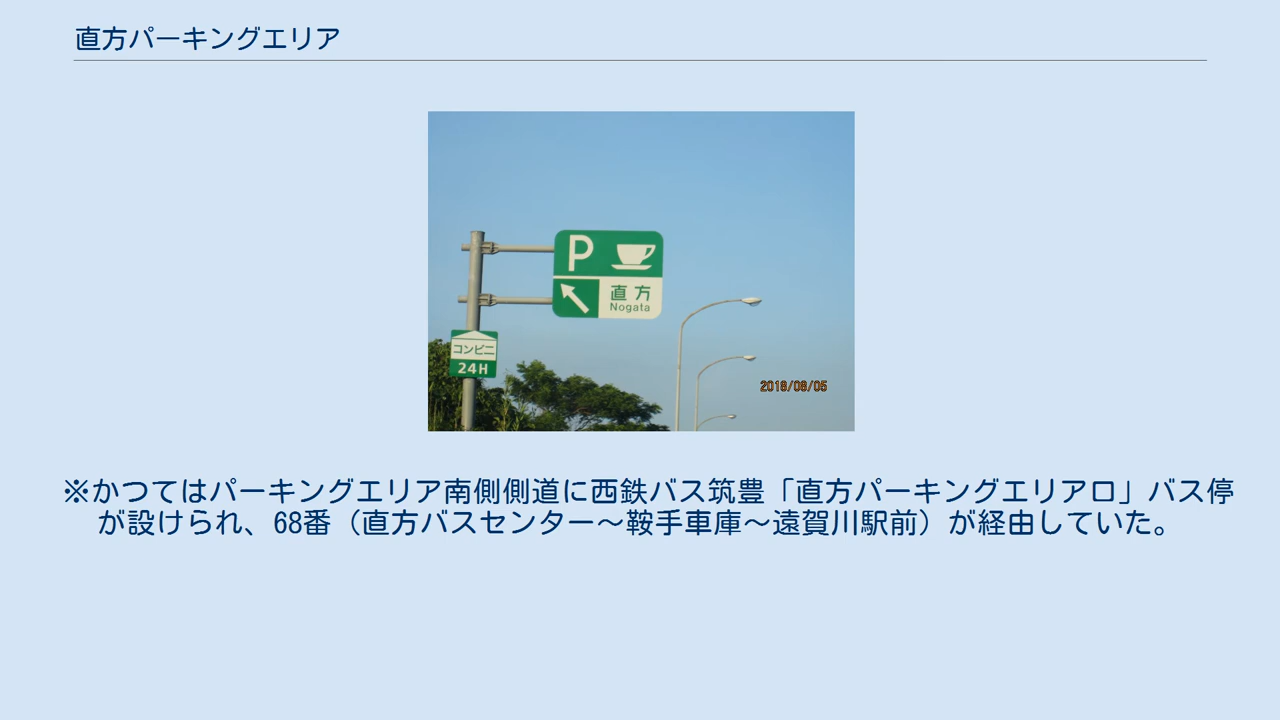 直方パーキングエリア
P
直方
Nogata
コンビニ
24H
2018/08/05
※かつてはパーキングエリア南側側道に西鉄バス筑豊「直方パーキングエリア口」バス停
が設けられ、68番（直方バスセンター～鞍手車庫～遠賀川駅前）が経由していた。